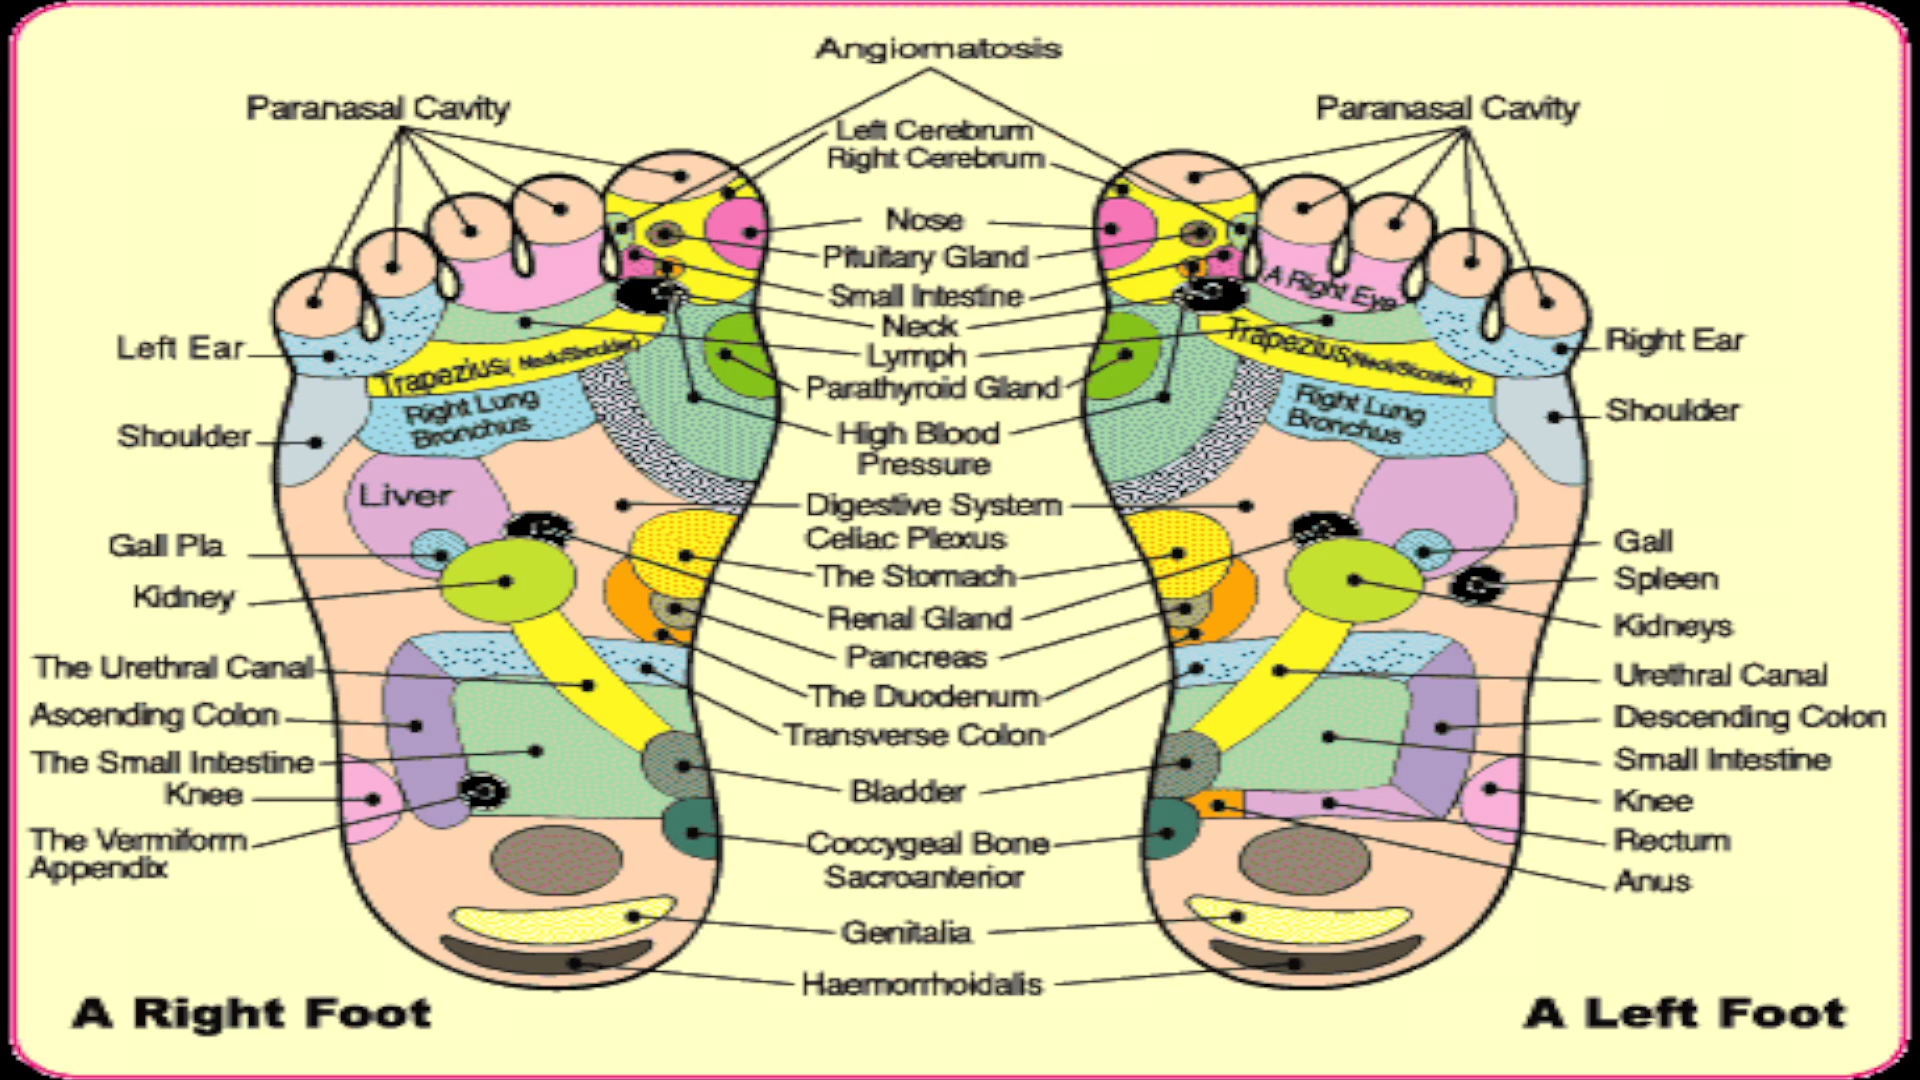 Angiomatosis
Paranasal Cavity
Paranasal Cavity
Left Cerebrum
Right Cerebrum
Nose
Pituitary Gland
Small Intestine
Neck
Lymph
Parathyroid Gland
High Blood
Pressure
Digestive System
Celiac Plexus
The Stomach
Renal Gland
Pancreas
The Duodenum
Transverse Colon
Bladder
Coccygeal Bone
Sacroanterior
Genitalia
Haemorrhoidalis
Left Ear
Shoulder
Gall Pla
Kidney
The Urethral Canal
Ascending Colon
The Small Intestine
Knee
The Vermiform
Appendix
Trapezius( Neck/Shoulder)
Right Lung
Bronchus
Liver
A Right Eye
Trapezius(Neck/Shoulder)
Right Lung
Bronchus
Right Ear
Shoulder
Gall
Spleen
Kidneys
Urethral Canal
Descending Colon
Small Intestine
Knee
Rectum
Anus
A Right Foot
A Left Foot